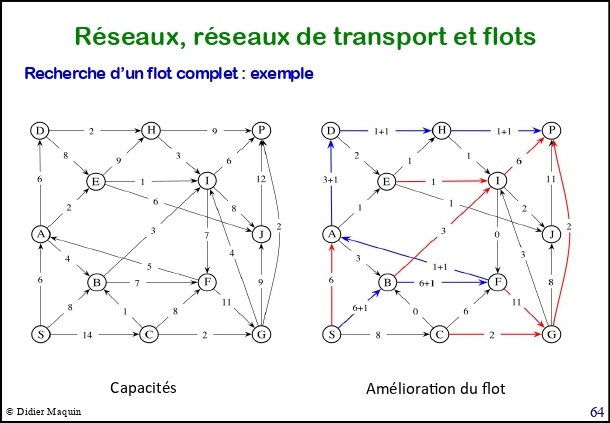 Réseaux, réseaux de transport et flots
Recherche d'un flot complet : exemple
D 2 H 9 P
8 9 3 6
E 1 I
6 6 12
2 8 2
A 3 7 J
4 5 4
B 7 F 9
6 8 1 8 11
S 14 C 2 G
D 1+1 H 1+1 P
2 1 1 6
E 1 I
3+1 1 11
1 2 2
A 3 0 J
3 1+1 3
B 6+1 F 8
6 6+1 0 6 11
S 8 C 2 G
Capacités
Amélioration du flot
© Didier Maquin
64